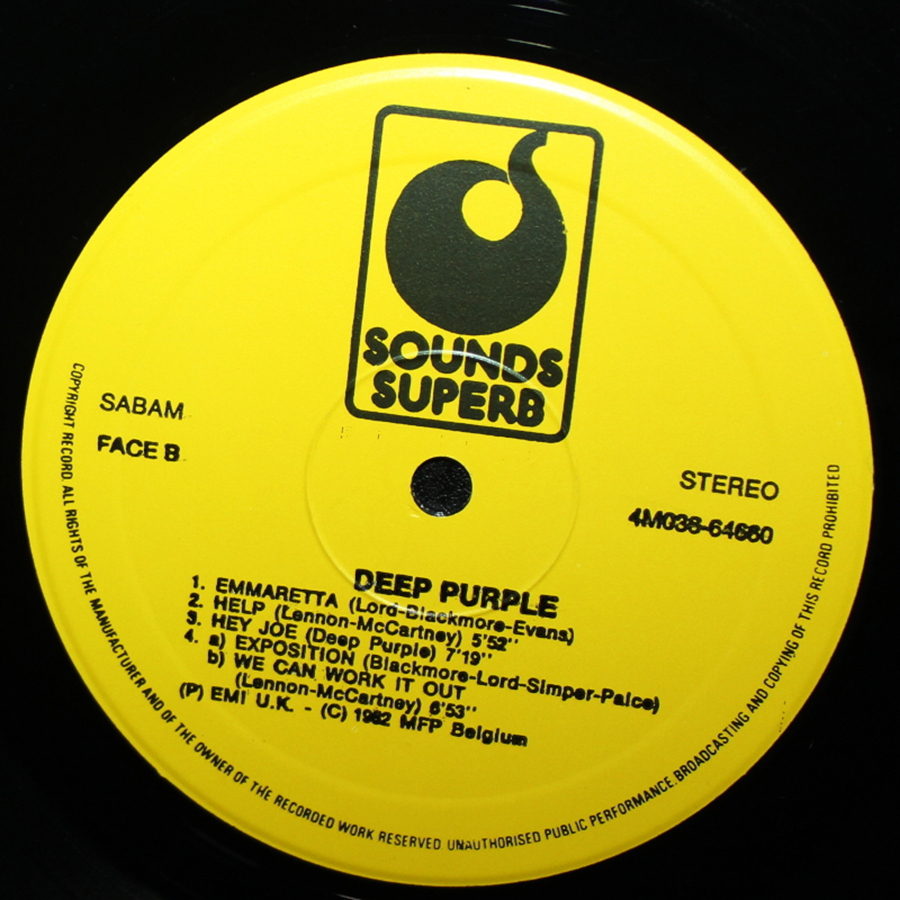 SOUNDS
SUPERB
SABAM
FACE B
STEREO
4M038-64660
DEEP PURPLE
1. EMMARETTA (Lord-Blackmore-Evans)
2. HELP (Lennon-McCartney) 5'52''
3. HEY JOE (Deep Purple) 7'19''
4. a) EXPOSITION (Blackmore-Lord-Simper-Paice)
b) WE CAN WORK IT OUT
(Lennon-McCartney) 6'53''
(P) EMI U.K. - (C) 1982 MFP Belgium
COPYRIGHT RECORD. ALL RIGHTS OF THE MANUFACTURER AND OF THE OWNER OF THE RECORDED WORK RESERVED. UNAUTHORISED PUBLIC PERFORMANCE. BROADCASTING AND COPYING OF THIS RECORD PROHIBITED